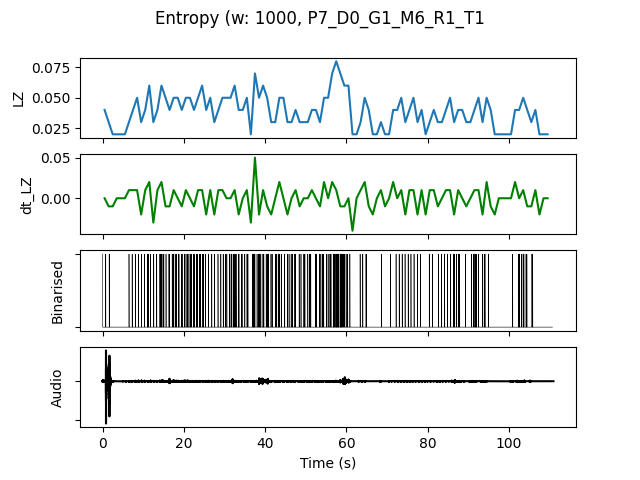 Entropy (w: 1000, P7_D0_G1_M6_R1_T1
0.075
0.050
0.025
LZ
0.05
0.00
dt_LZ
Binarised
Audio
0 20 40 60 80 100
Time (s)